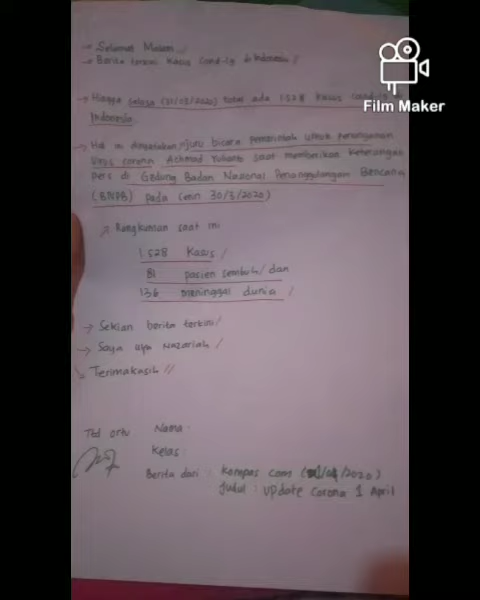 Film Maker
→ Selamat Malam /
→ Berita terkini kasus Covid-19 di Indonesia /
→ Hingga selasa (31/03/2020) total ada 1.528 kasus Covid-19 di
Indonesia.
→ Hal ini dinyatakan juru bicara pemerintah untuk penanganan
Virus corona Achmad Yurianto saat memberikan keterangan
pers di Gedung Badan Nasional Penanggulangan Bencana
(BNPB) pada (30/3/2020)
→ Rangkuman saat ini
1.528 kasus /
81 pasien sembuh / dan
136 meninggal dunia /
→ Sekian berita terkini /
→ Saya Nazariah /
→ Terimakasih //
Ttd ortu Nama:
Kelas:
Berita dari : Kompas com ( /2020)
Judul : Update Corona 1 April